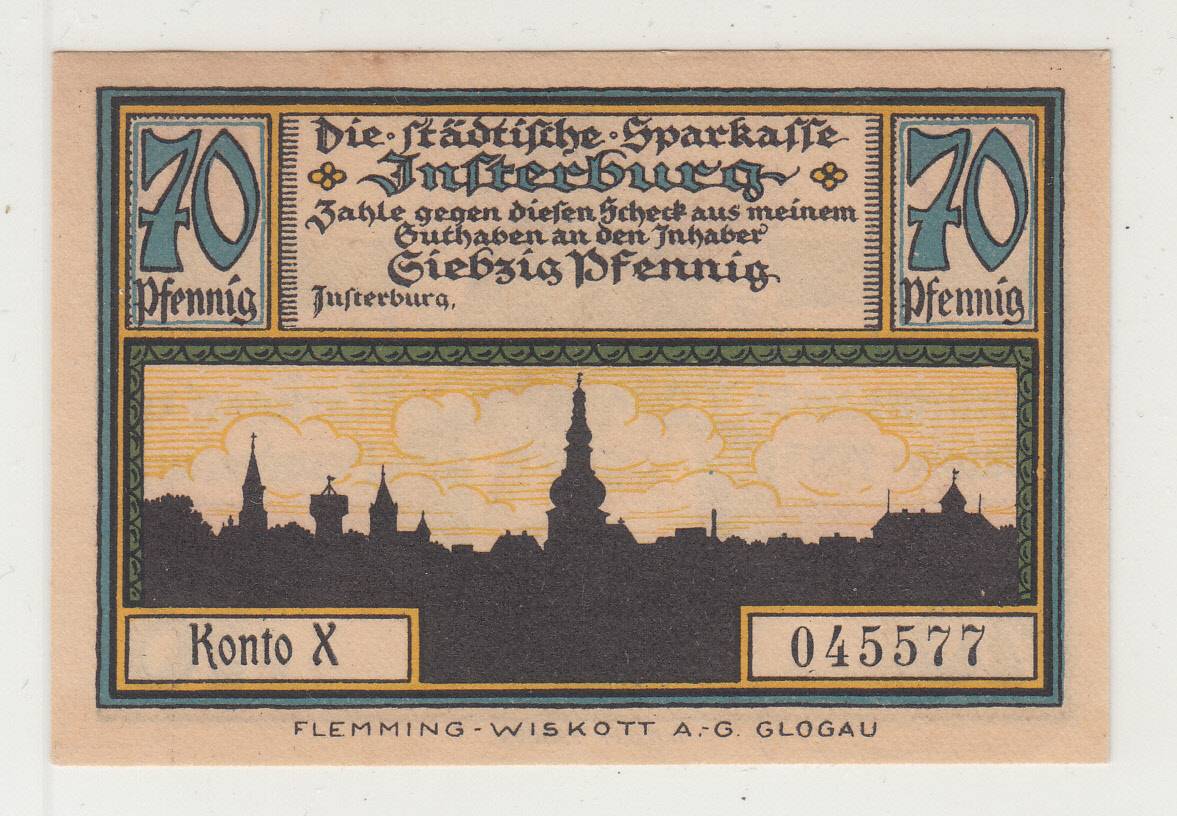 70
Pfennig
Die·städtische·Sparkasse
Insterburg
Zahle gegen diesen Scheck aus meinem
Guthaben an den Inhaber
Siebzig Pfennig
Insterburg,
70
Pfennig
Konto X
045577
FLEMMING-WISKOTT A.-G. GLOGAU